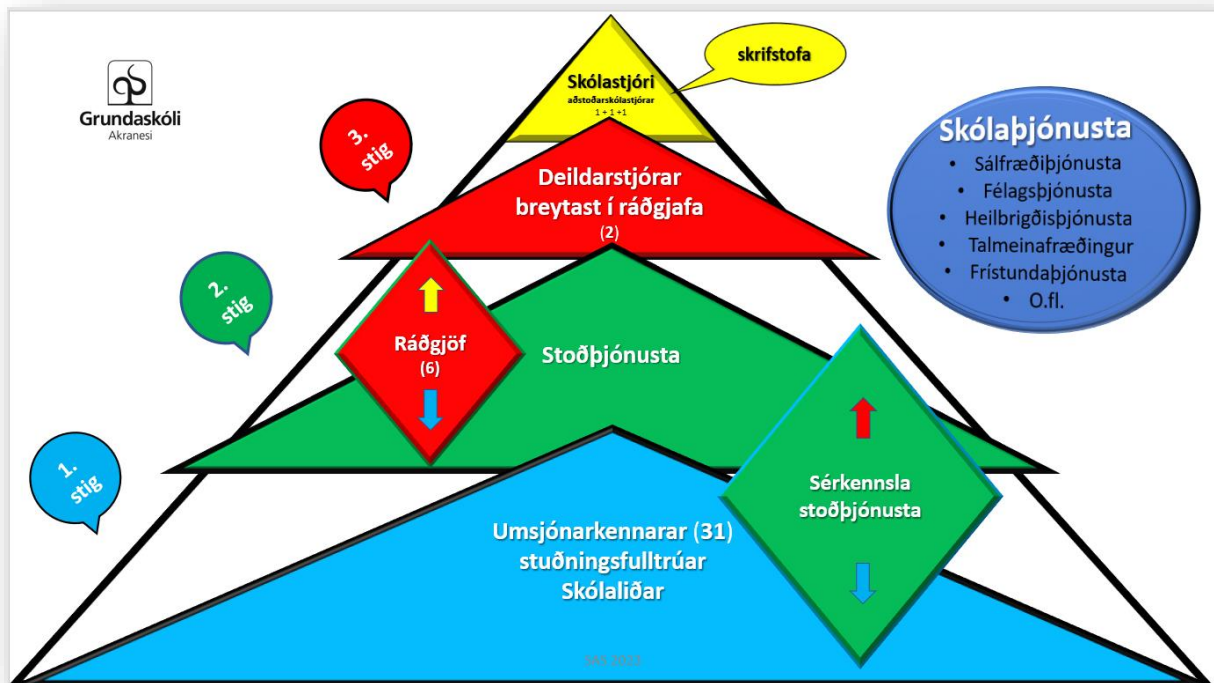 Grundaskóli
Akranesi
Skólastjóri
aðstoðarskólastjórar
1 + 1 +1
skrifstofa
3.
stig
Deildarstjórar
breytast í ráðgjafa
(2)
Skólaþjónusta
• Sálfræðiþjónusta
• Félagsþjónusta
• Heilbrigðisþjónusta
• Talmeinafræðingur
• Frístundaþjónusta
• O.fl.
2.
stig
Ráðgjöf
(6)
Stoðþjónusta
1.
stig
Umsjónarkennarar (31)
stuðningsfulltrúar
Skólaliðar
Sérkennsla
stoðþjónusta